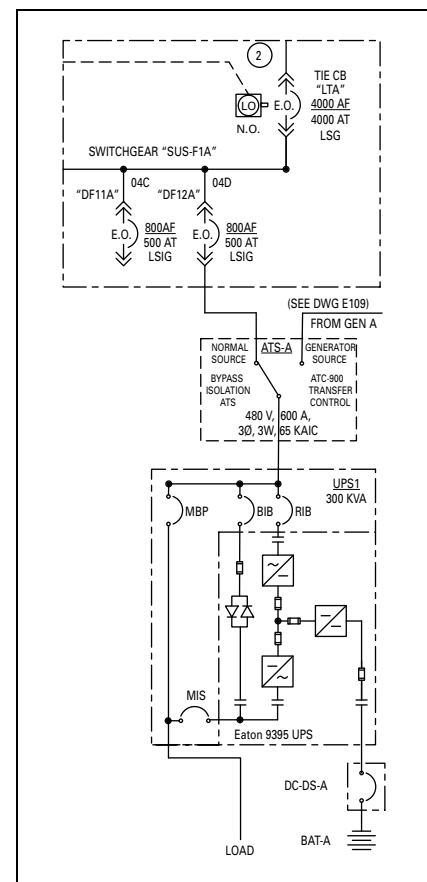 2
TIE CB
"LTA"
LO
E.O.
4000 AF
4000 AT
N.O.
LSG
SWITCHGEAR "SUS-F1A"
04C
04D
"DF11A"
"DF12A"
E.O.
800AF
500 AT
LSIG
E.O.
800AF
500 AT
LSIG
(SEE DWG E109)
FROM GEN A
NORMAL
SOURCE
ATS-A
GENERATOR
SOURCE
BYPASS
ISOLATION
ATS
ATC-900
TRANSFER
CONTROL
480 V, 600 A,
3Ø, 3W, 65 KAIC
UPS1
300 KVA
MBP
BIB
RIB
MIS
Eaton 9395 UPS
DC-DS-A
BAT-A
LOAD